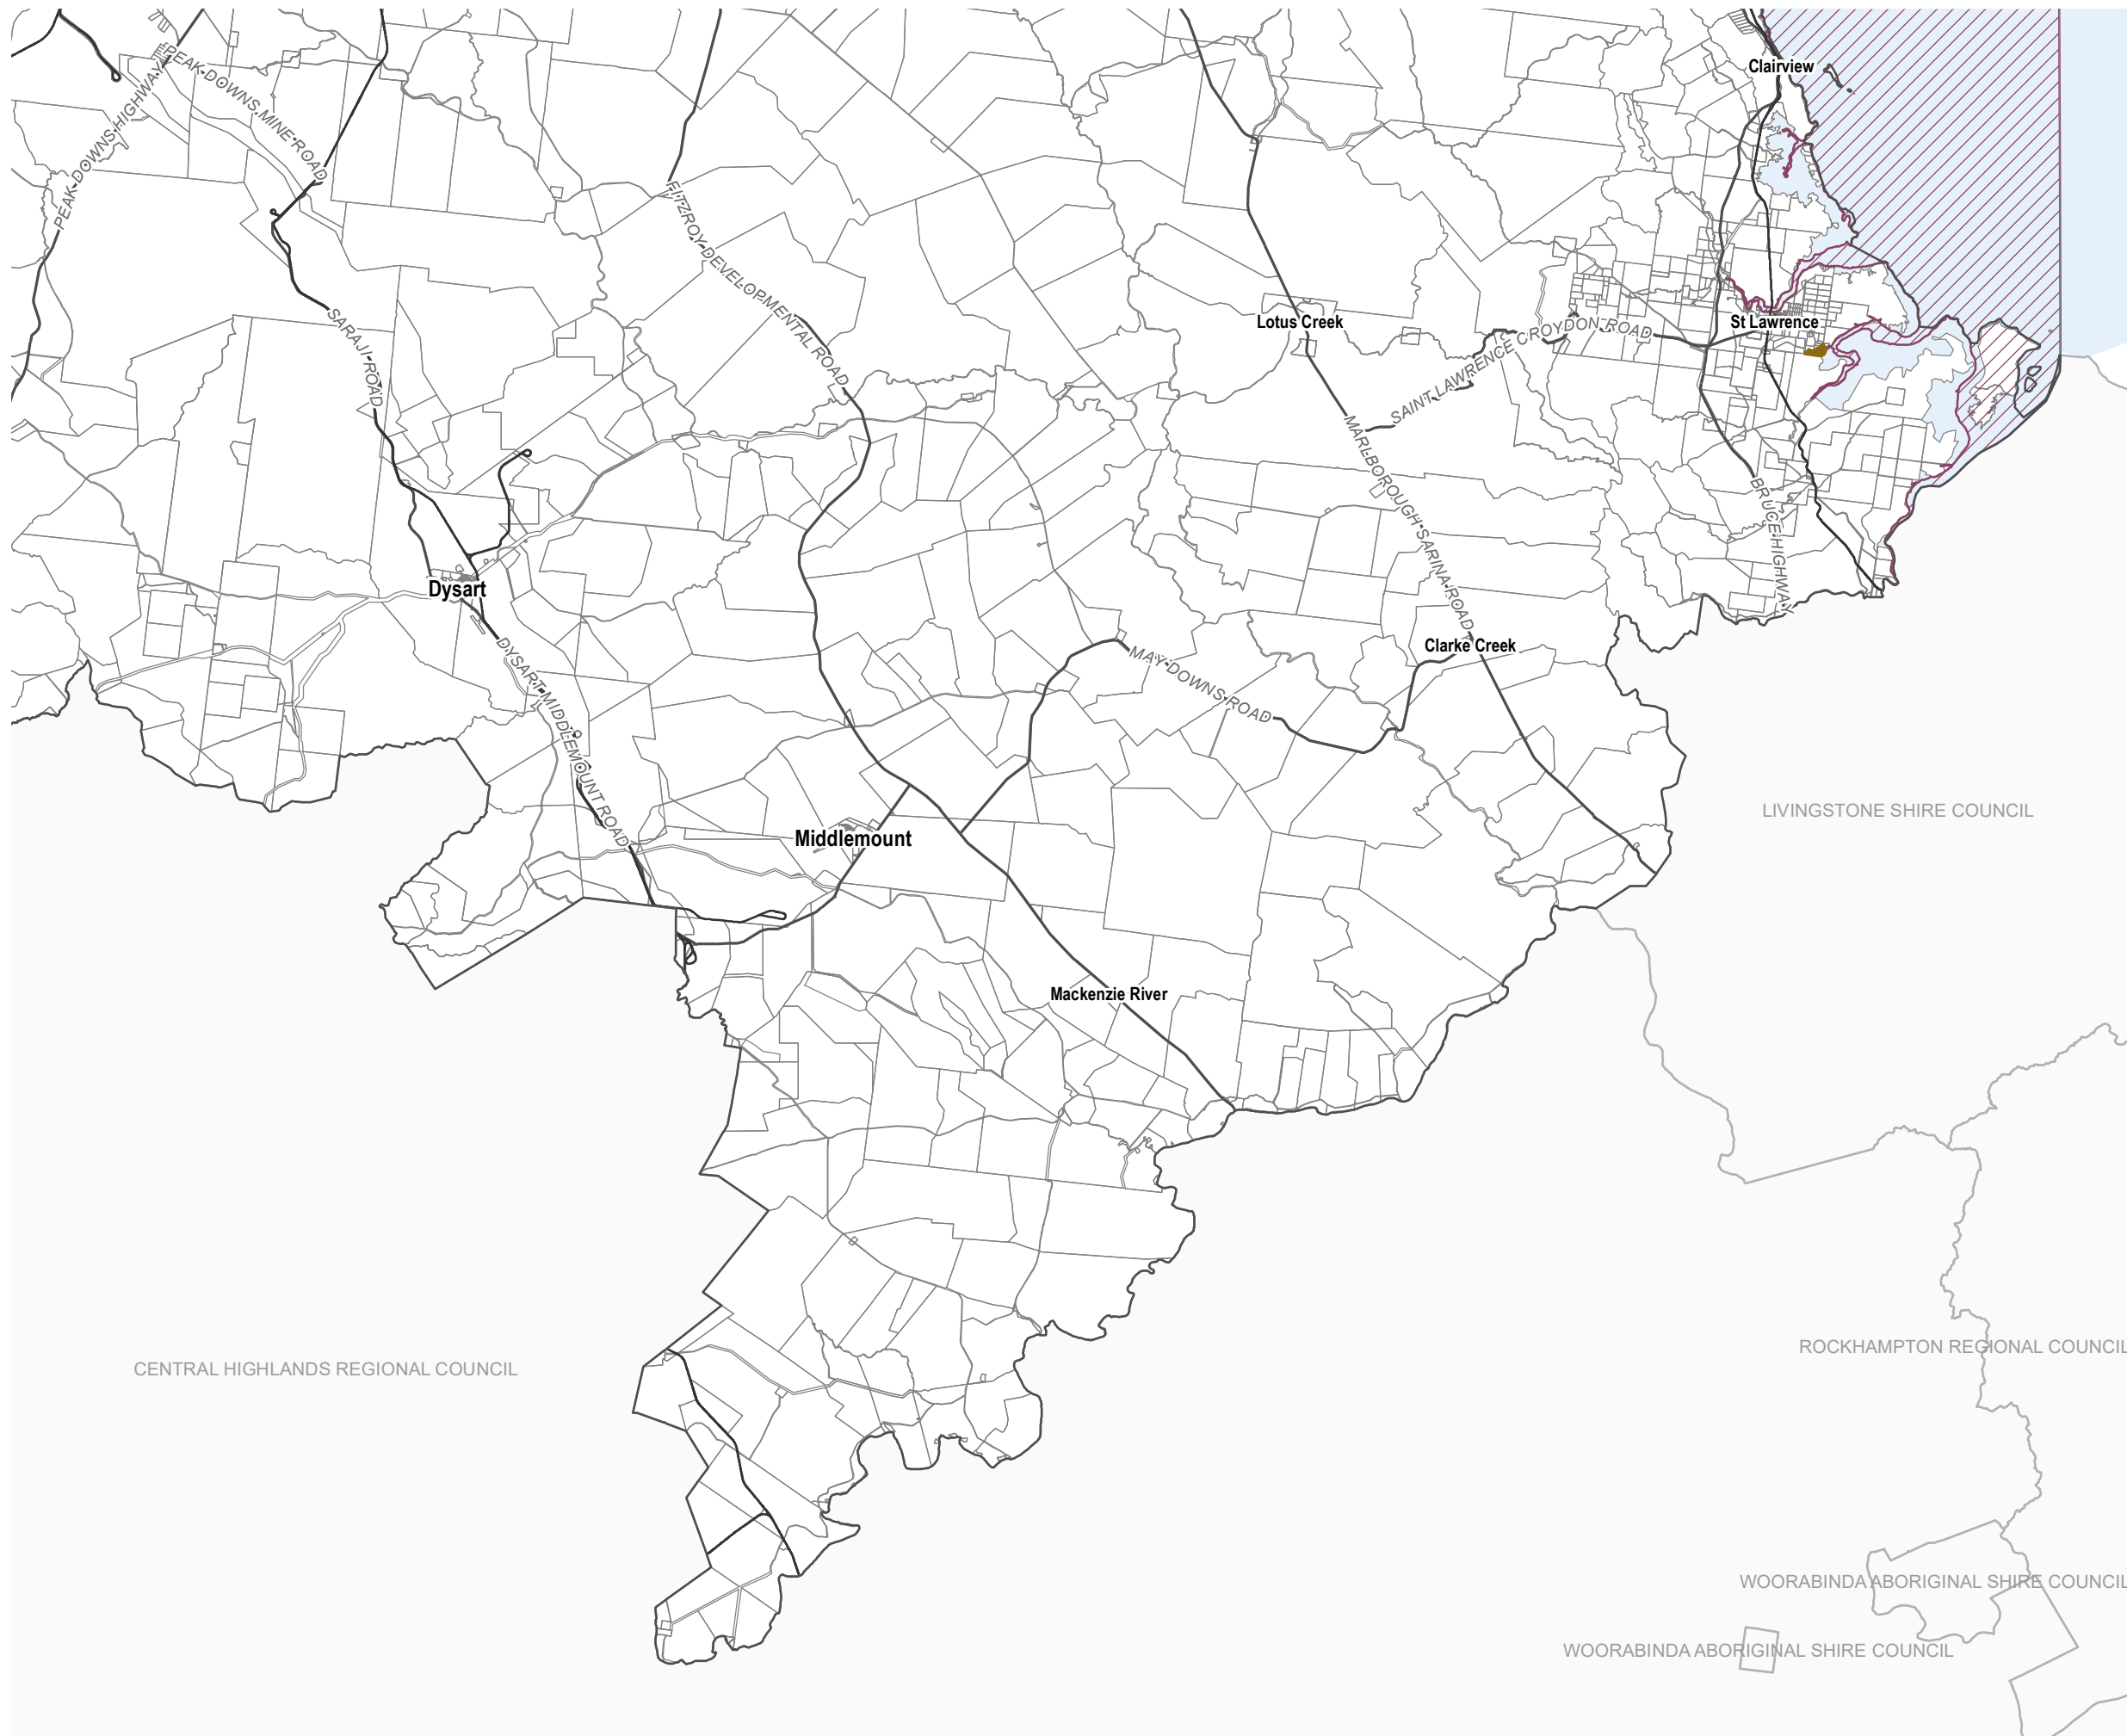 Clairview
PEAK DOWNS MINE ROAD
PEAK DOWNS HIGHWAY
FITZROY DEVELOPMENTAL ROAD
Lotus Creek
St Lawrence
SAINT LAWRENCE CROYDON ROAD
SARAJI ROAD
MARLBOROUGH SARINA ROAD
BRUCE HIGHWAY
Dysart
Clarke Creek
MAY DOWNS ROAD
DYSART MIDDLEMOUNT ROAD
LIVINGSTONE SHIRE COUNCIL
Middlemount
Mackenzie River
ROCKHAMPTON REGIONAL COUNCIL
CENTRAL HIGHLANDS REGIONAL COUNCIL
WOORABINDA ABORIGINAL SHIRE COUNCIL
WOORABINDA ABORIGINAL SHIRE COUNCIL